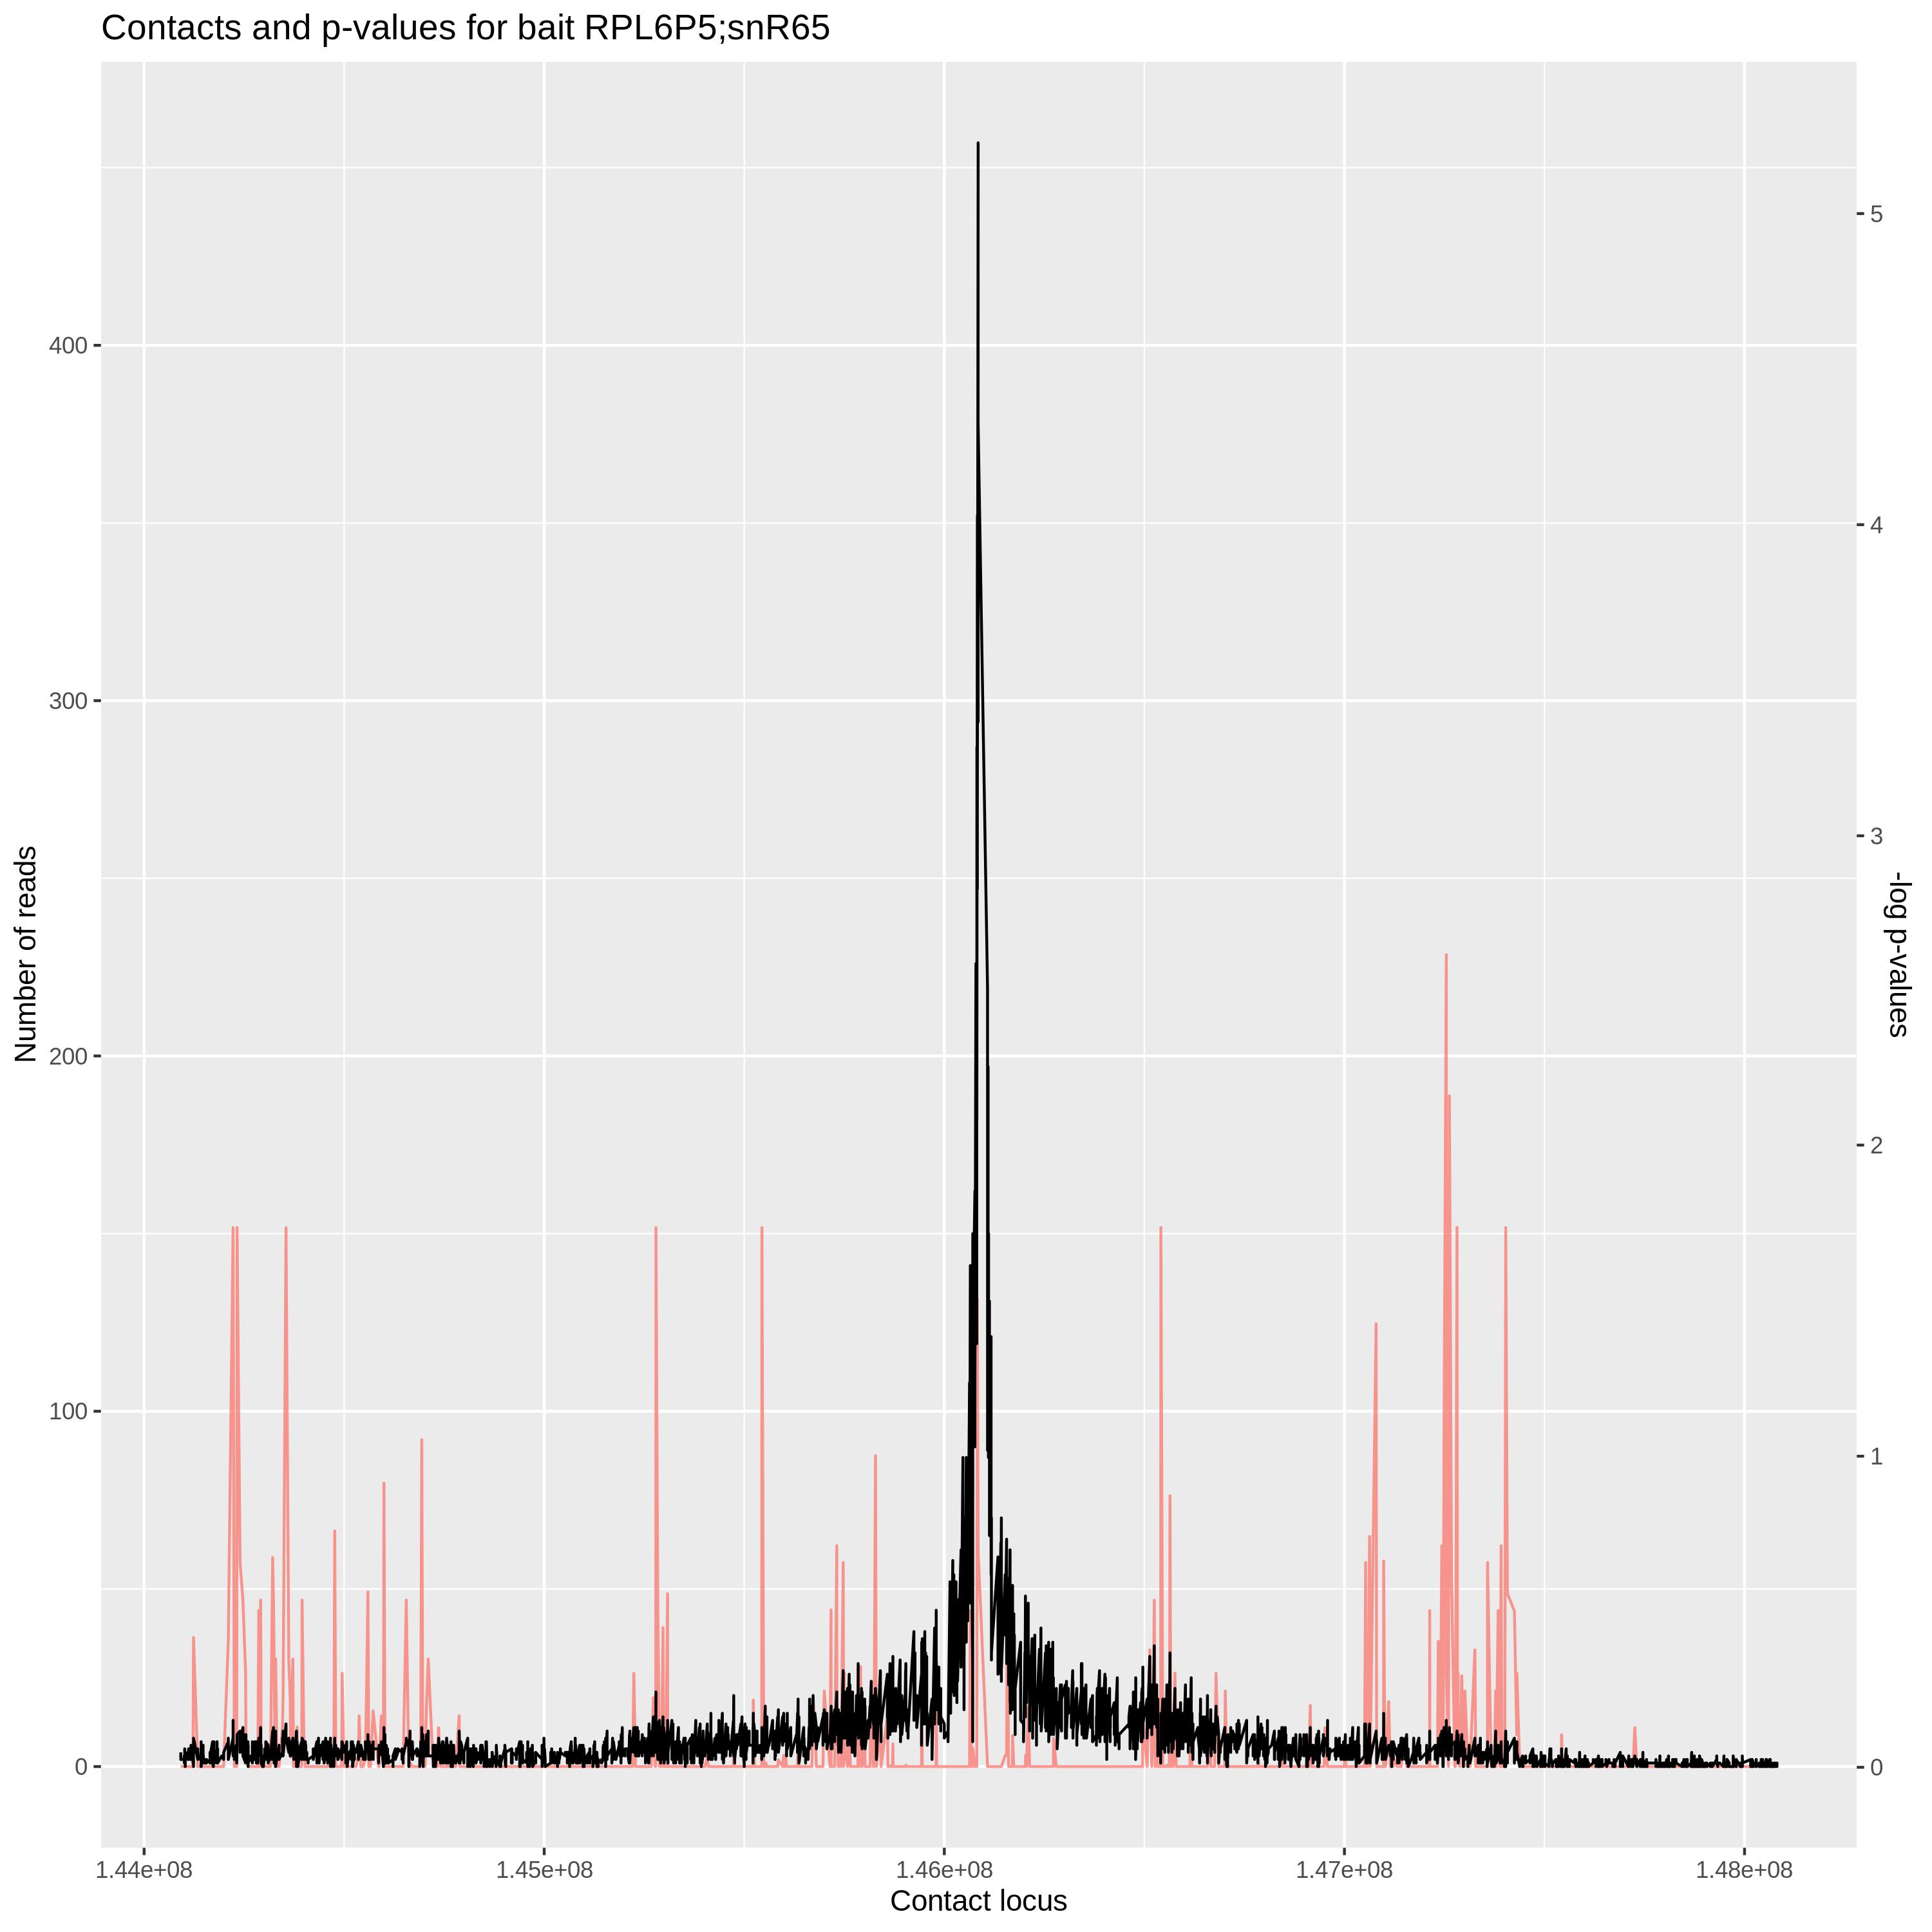 Contacts and p-values for bait RPL6P5;snR65
Number of reads
400
300
200
100
0
5
4
3
2
1
0
-log p-values
1.44e+08 1.45e+08 1.46e+08 1.47e+08 1.48e+08
Contact locus